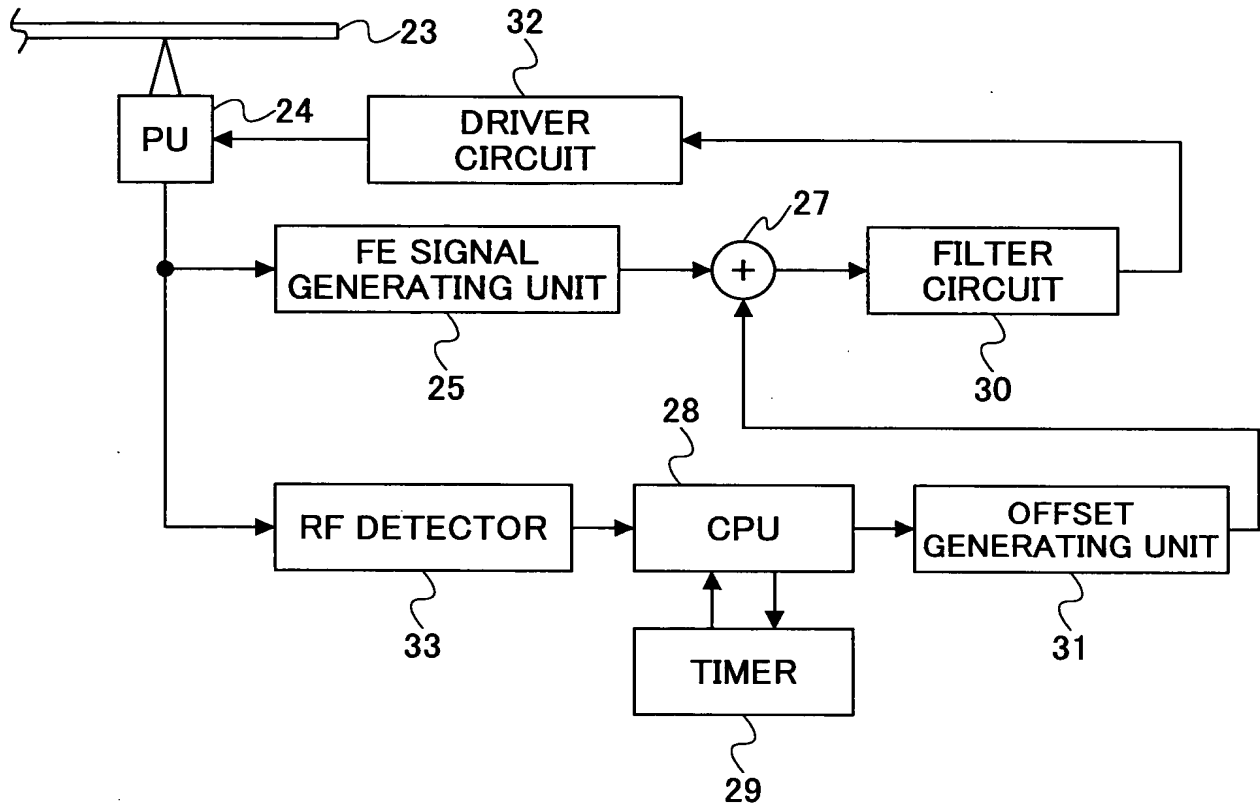 23
32
24
PU
DRIVER
CIRCUIT
27
FE SIGNAL
GENERATING UNIT
+
FILTER
CIRCUIT
25
30
28
RF DETECTOR
CPU
OFFSET
GENERATING UNIT
33
31
TIMER
29